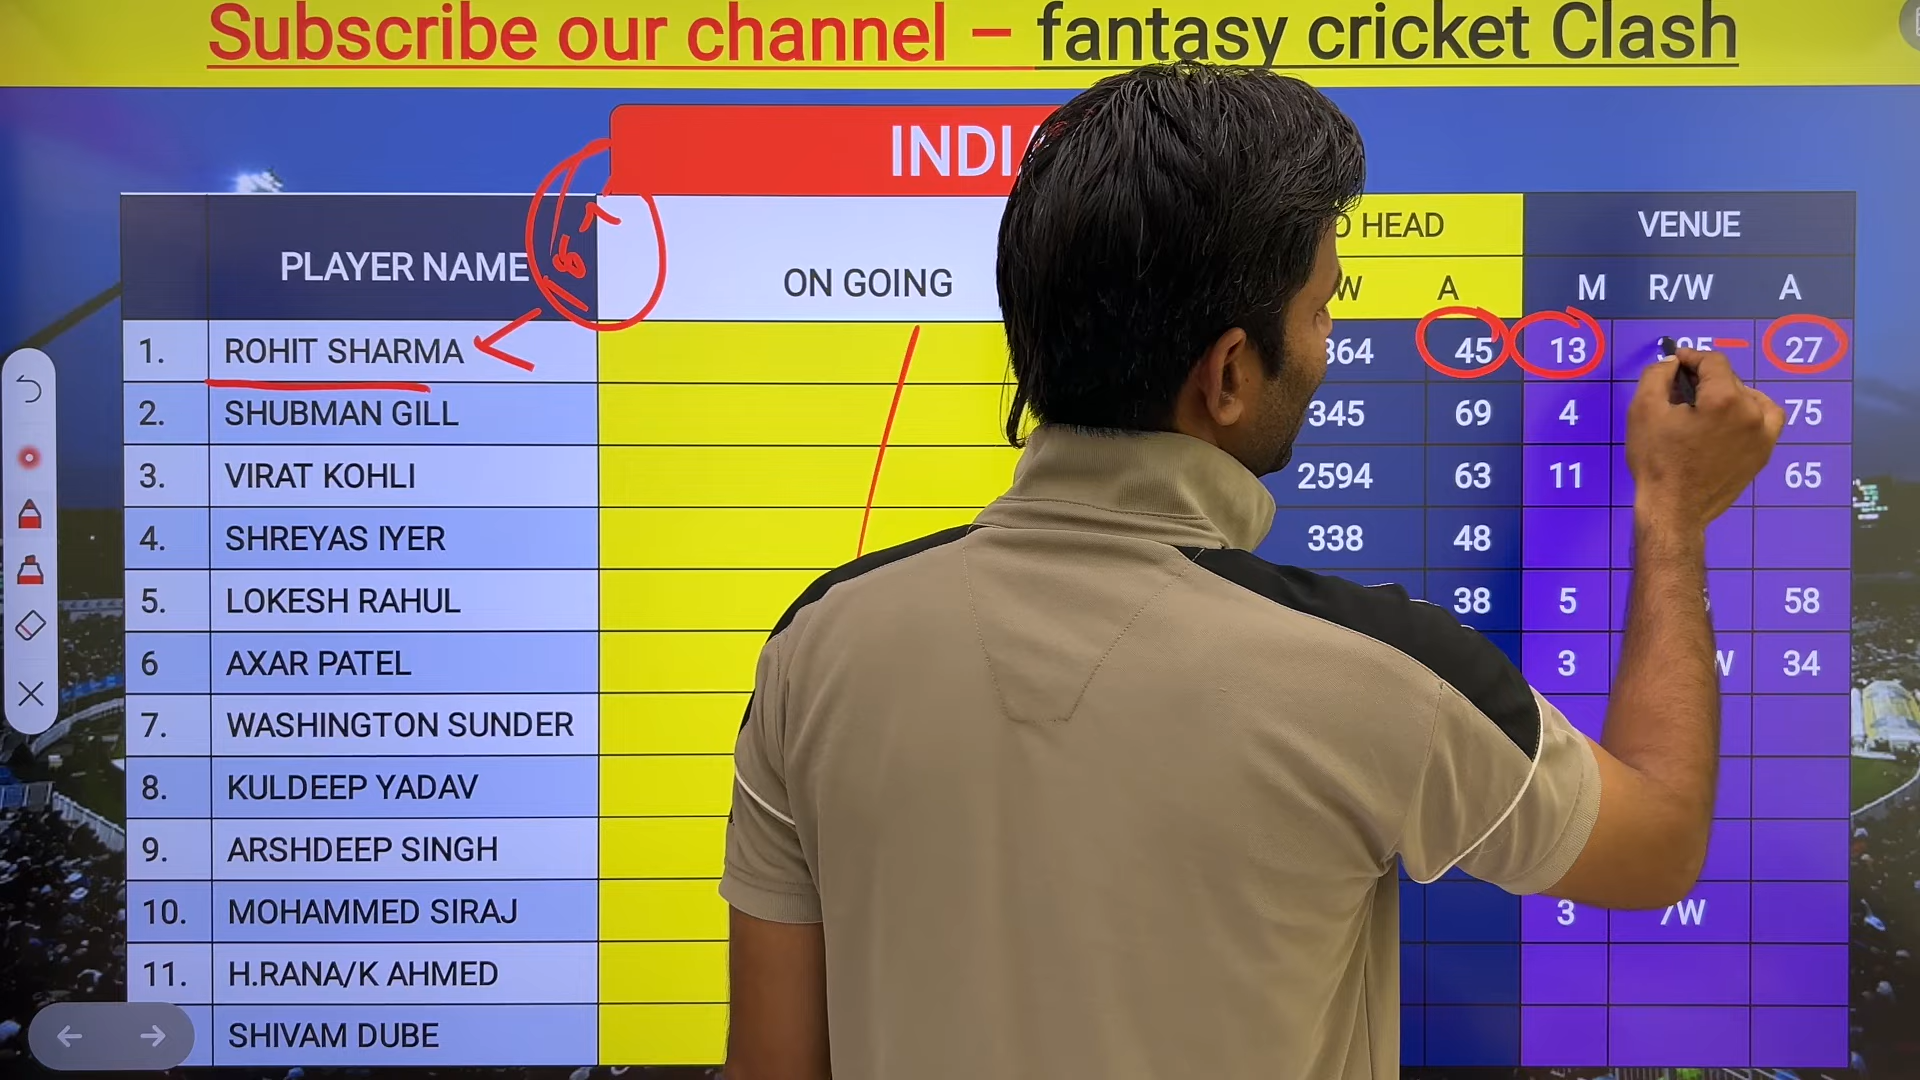 Subscribe our channel – fantasy cricket Clash
INDI
PLAYER NAME ON GOING O HEAD VENUE
W A M R/W A
1. ROHIT SHARMA 364 45 13 27
2. SHUBMAN GILL 345 69 4 75
3. VIRAT KOHLI 2594 63 11 65
4. SHREYAS IYER 338 48
5. LOKESH RAHUL 38 5 58
6 AXAR PATEL 3 W 34
7. WASHINGTON SUNDER
8. KULDEEP YADAV
9. ARSHDEEP SINGH
10. MOHAMMED SIRAJ 3 7W
11. H.RANA/K AHMED
SHIVAM DUBE